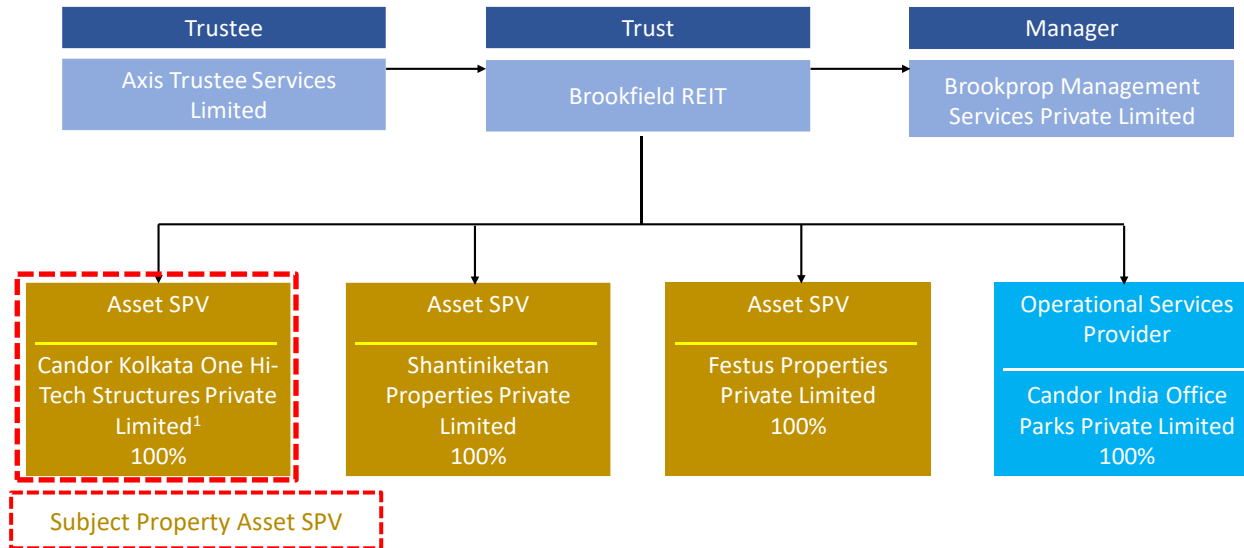 Trustee
Trust
Manager
Axis Trustee Services
Limited
Brookfield REIT
Brookprop Management
Services Private Limited
Asset SPV
Candor Kolkata One Hi-
Tech Structures Private
Limited¹
100%
Asset SPV
Shantiniketan
Properties Private
Limited
100%
Asset SPV
Festus Properties
Private Limited
100%
Operational Services
Provider
Candor India Office
Parks Private Limited
100%
Subject Property Asset SPV